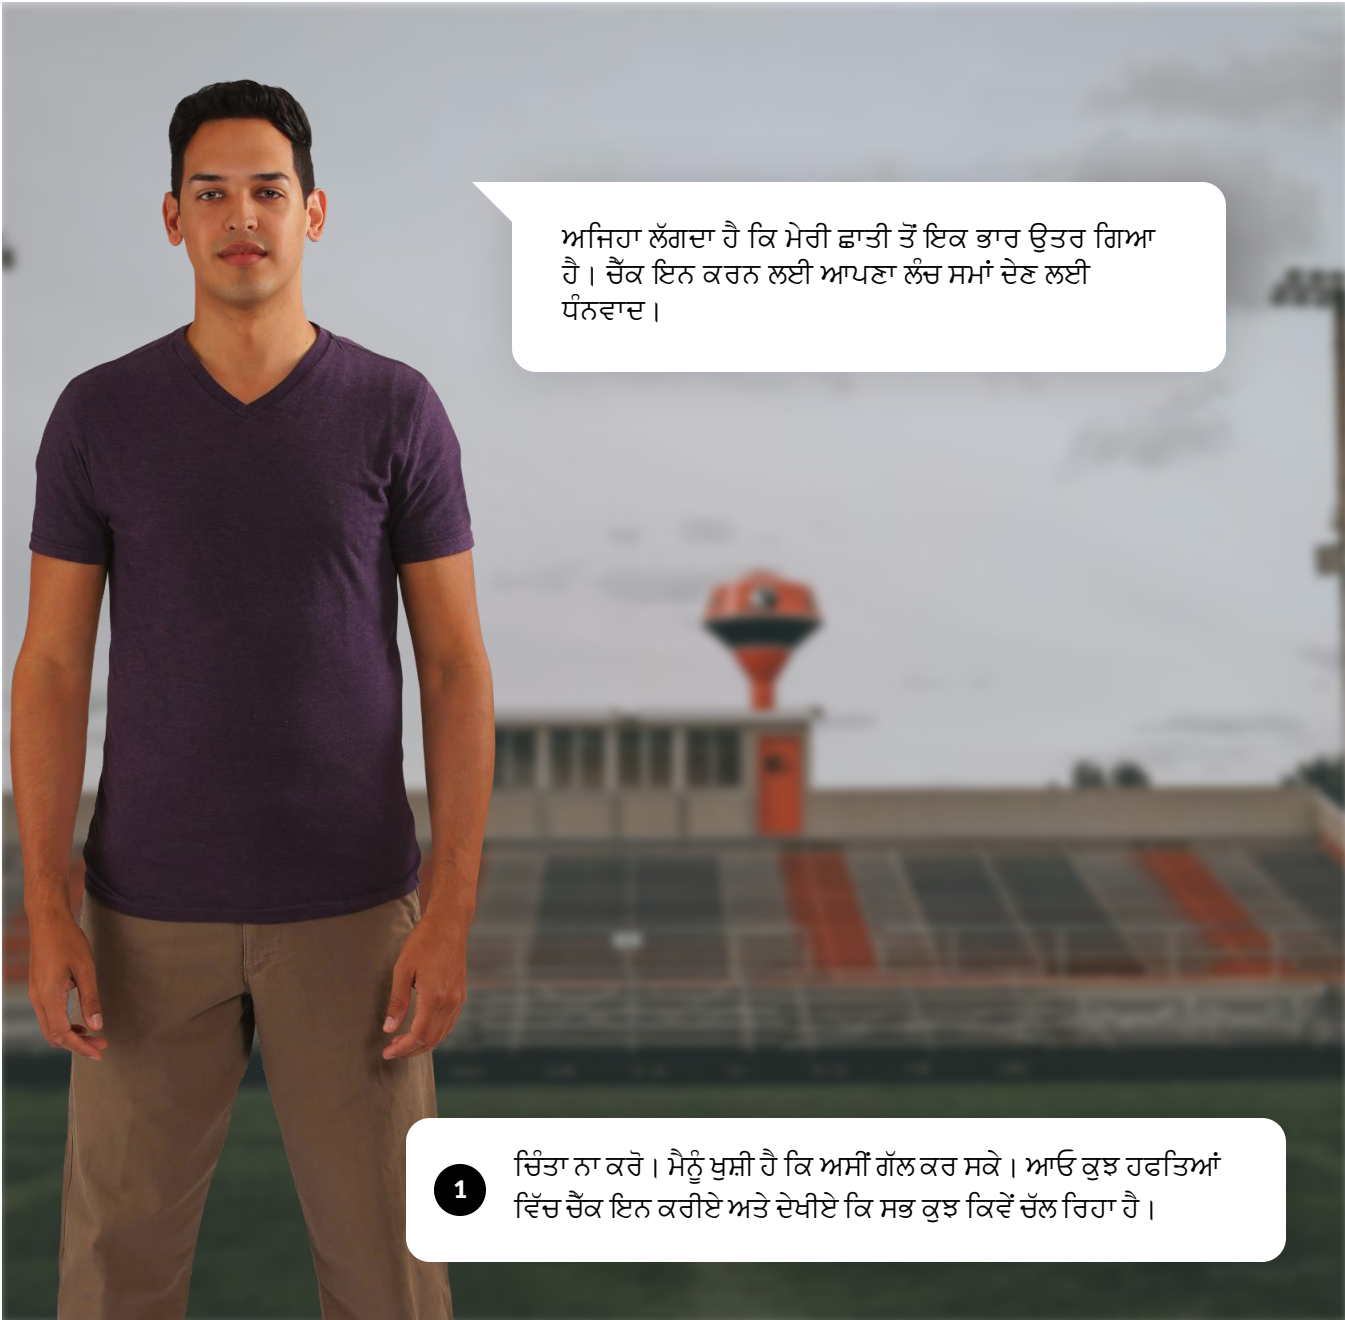 ਅਜਿਹਾ ਲੱਗਦਾ ਹੈ ਕਿ ਮੇਰੀ ਛਾਤੀ ਤੋਂ ਇਕ ਭਾਰ ਉਤਰ ਗਿਆ
ਹੈ। ਚੈੱਕ ਇਨ ਕਰਨ ਲਈ ਆਪਣਾ ਲੰਚ ਸਮਾਂ ਦੇਣ ਲਈ
ਧੰਨਵਾਦ।
1 ਚਿੰਤਾ ਨਾ ਕਰੋ। ਮੈਨੂੰ ਖੁਸ਼ੀ ਹੈ ਕਿ ਅਸੀਂ ਗੱਲ ਕਰ ਸਕੇ। ਆਓ ਕੁਝ ਹਫਤਿਆਂ
ਵਿੱਚ ਚੈੱਕ ਇਨ ਕਰੀਏ ਅਤੇ ਦੇਖੀਏ ਕਿ ਸਭ ਕੁਝ ਕਿਵੇਂ ਚੱਲ ਰਿਹਾ ਹੈ।